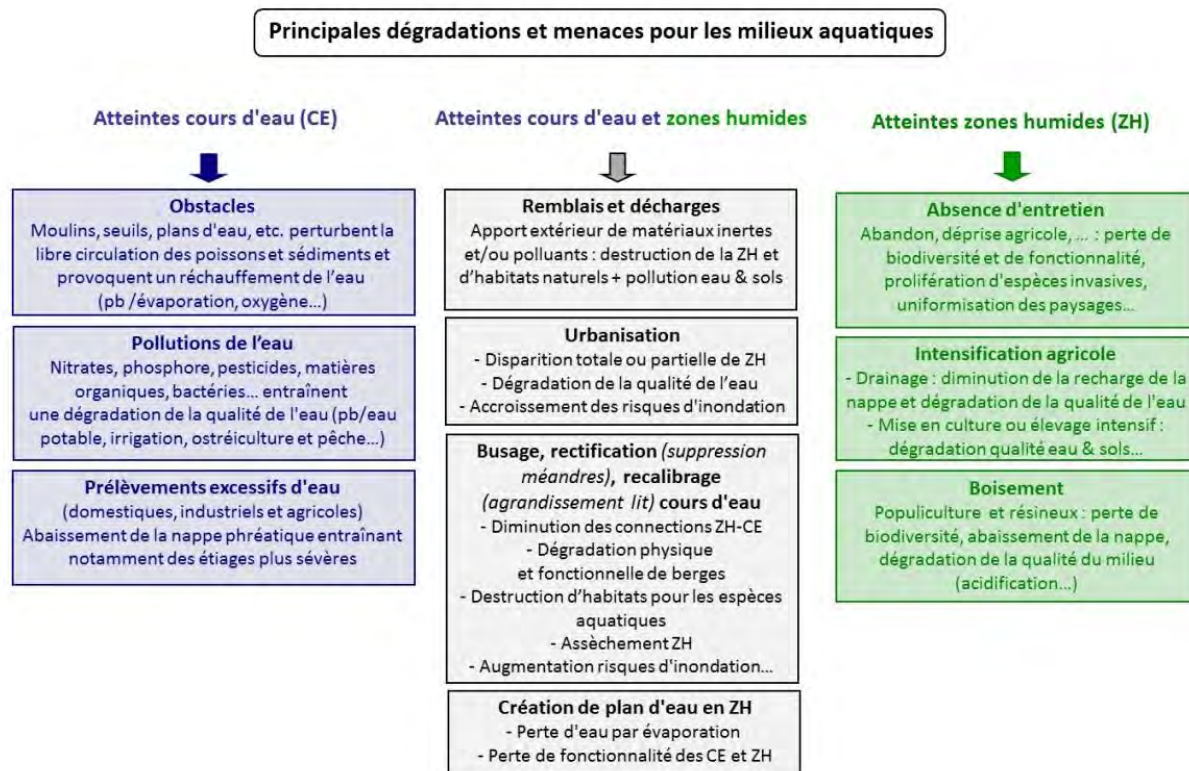 Principales dégradations et menaces pour les milieux aquatiques
Atteintes cours d'eau (CE)
Obstacles
Moulins, seuils, plans d'eau, etc. perturbent la
libre circulation des poissons et sédiments et
provoquent un réchauffement de l'eau
(pb /évaporation, oxygène...)
Pollutions de l'eau
Nitrates, phosphore, pesticides, matières
organiques, bactéries... entraînent
une dégradation de la qualité de l'eau (pb/eau
potable, irrigation, ostréiculture et pêche...)
Prélèvements excessifs d'eau
(domestiques, industriels et agricoles)
Abaissement de la nappe phréatique entraînant
notamment des étiages plus sévères
Atteintes cours d'eau et zones humides
Remblais et décharges
Apport extérieur de matériaux inertes
et/ou polluants : destruction de la ZH et
d'habitats naturels + pollution eau & sols
Urbanisation
- Disparition totale ou partielle de ZH
- Dégradation de la qualité de l'eau
- Accroissement des risques d'inondation
Busage, rectification (suppression
méandres), recalibrage
(agrandissement lit) cours d'eau
- Diminution des connections ZH-CE
- Dégradation physique
et fonctionnelle de berges
- Destruction d'habitats pour les espèces
aquatiques
- Assèchement ZH
- Augmentation risques d'inondation...
Création de plan d'eau en ZH
- Perte d'eau par évaporation
- Perte de fonctionnalité des CE et ZH
Atteintes zones humides (ZH)
Absence d'entretien
Abandon, déprise agricole, ... : perte de
biodiversité et de fonctionnalité,
prolifération d'espèces invasives,
uniformisation des paysages...
Intensification agricole
- Drainage : diminution de la recharge de la
nappe et dégradation de la qualité de l'eau
- Mise en culture ou élevage intensif :
dégradation qualité eau & sols...
Boisement
Populiculture et résineux : perte de
biodiversité, abaissement de la nappe,
dégradation de la qualité du milieu
(acidification...)